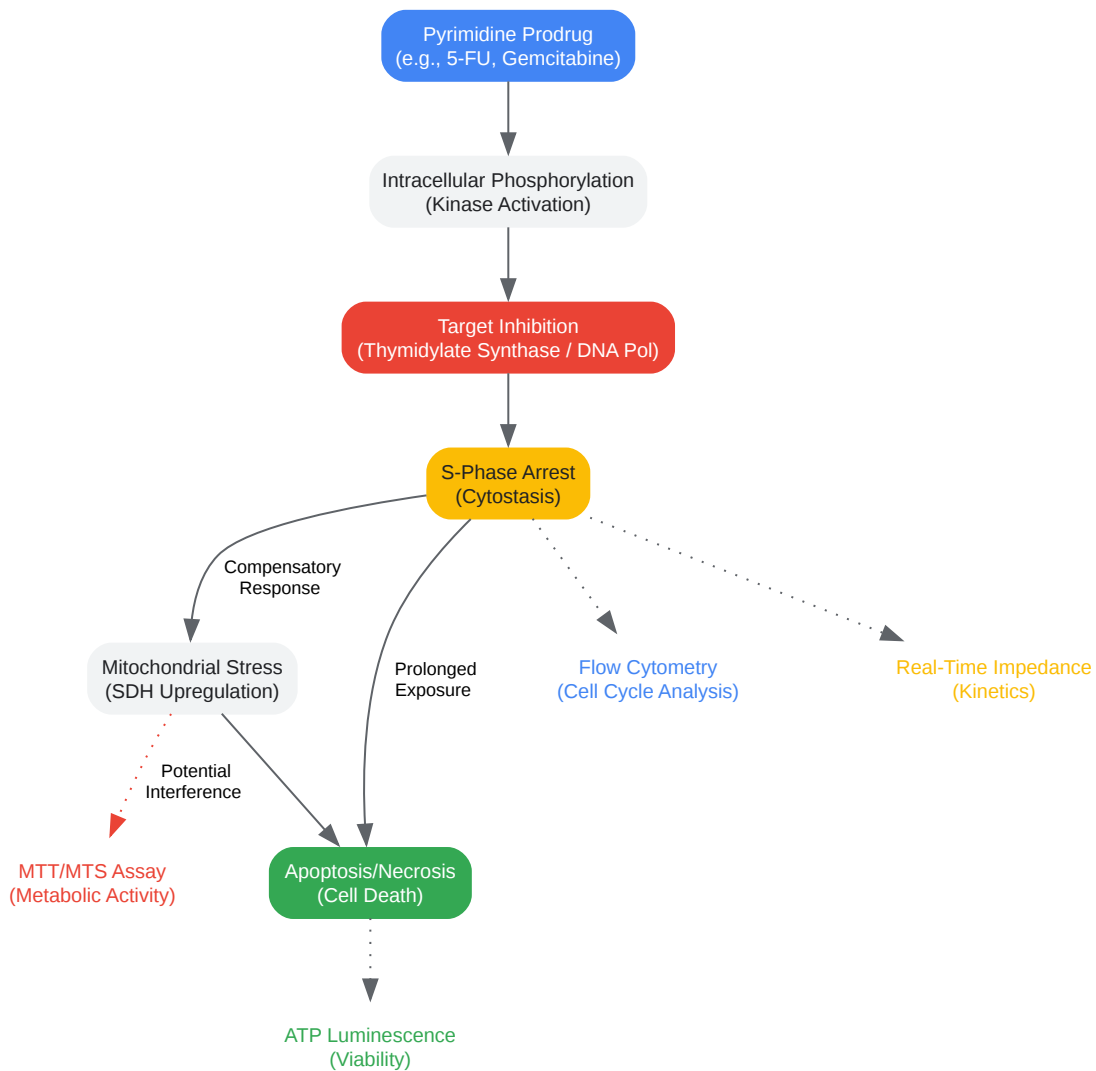 Pyrimidine Prodrug
(e.g., 5-FU, Gemcitabine)
Intracellular Phosphorylation
(Kinase Activation)
Target Inhibition
(Thymidylate Synthase / DNA Pol)
S-Phase Arrest
(Cytostasis)
Compensatory
Response
Mitochondrial Stress
(SDH Upregulation)
Prolonged
Exposure
Flow Cytometry
(Cell Cycle Analysis)
Real-Time Impedance
(Kinetics)
Potential
Interference
MTT/MTS Assay
(Metabolic Activity)
Apoptosis/Necrosis
(Cell Death)
ATP Luminescence
(Viability)